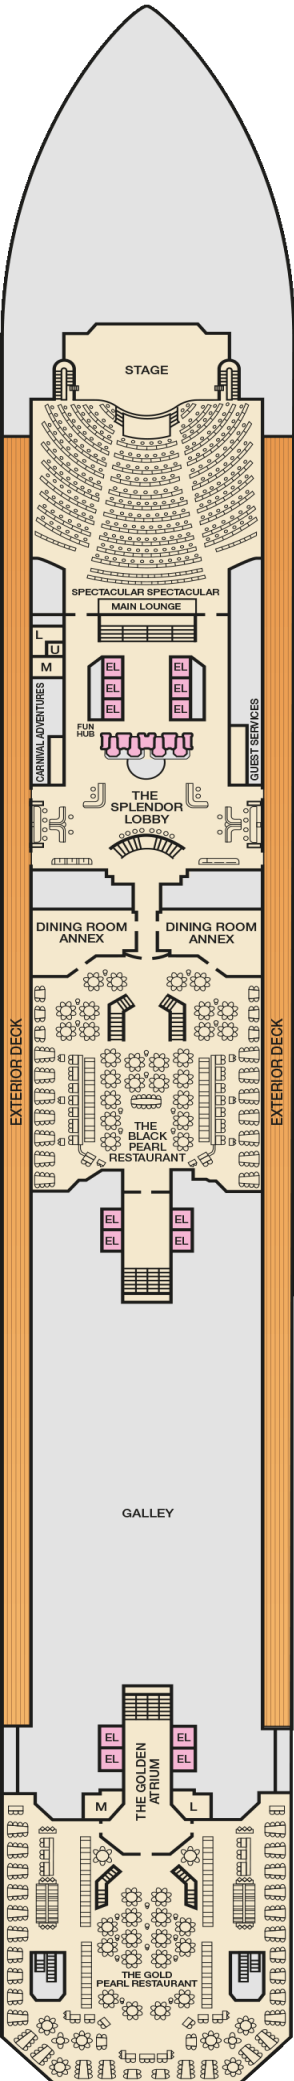 STAGE
SPECTACULAR SPECTACULAR
MAIN LOUNGE
L
U
M
EL
EL
EL
EL
EL
EL
CARNIVAL ADVENTURES
GUEST SERVICES
FUN
HUB
THE
SPLENDOR
LOBBY
DINING ROOM
ANNEX
DINING ROOM
ANNEX
EXTERIOR DECK
EXTERIOR DECK
THE
BLACK
PEARL
RESTAURANT
EL
EL
EL
EL
GALLEY
EL
EL
EL
EL
THE GOLDEN
ATRIUM
M
L
THE GOLD
PEARL RESTAURANT